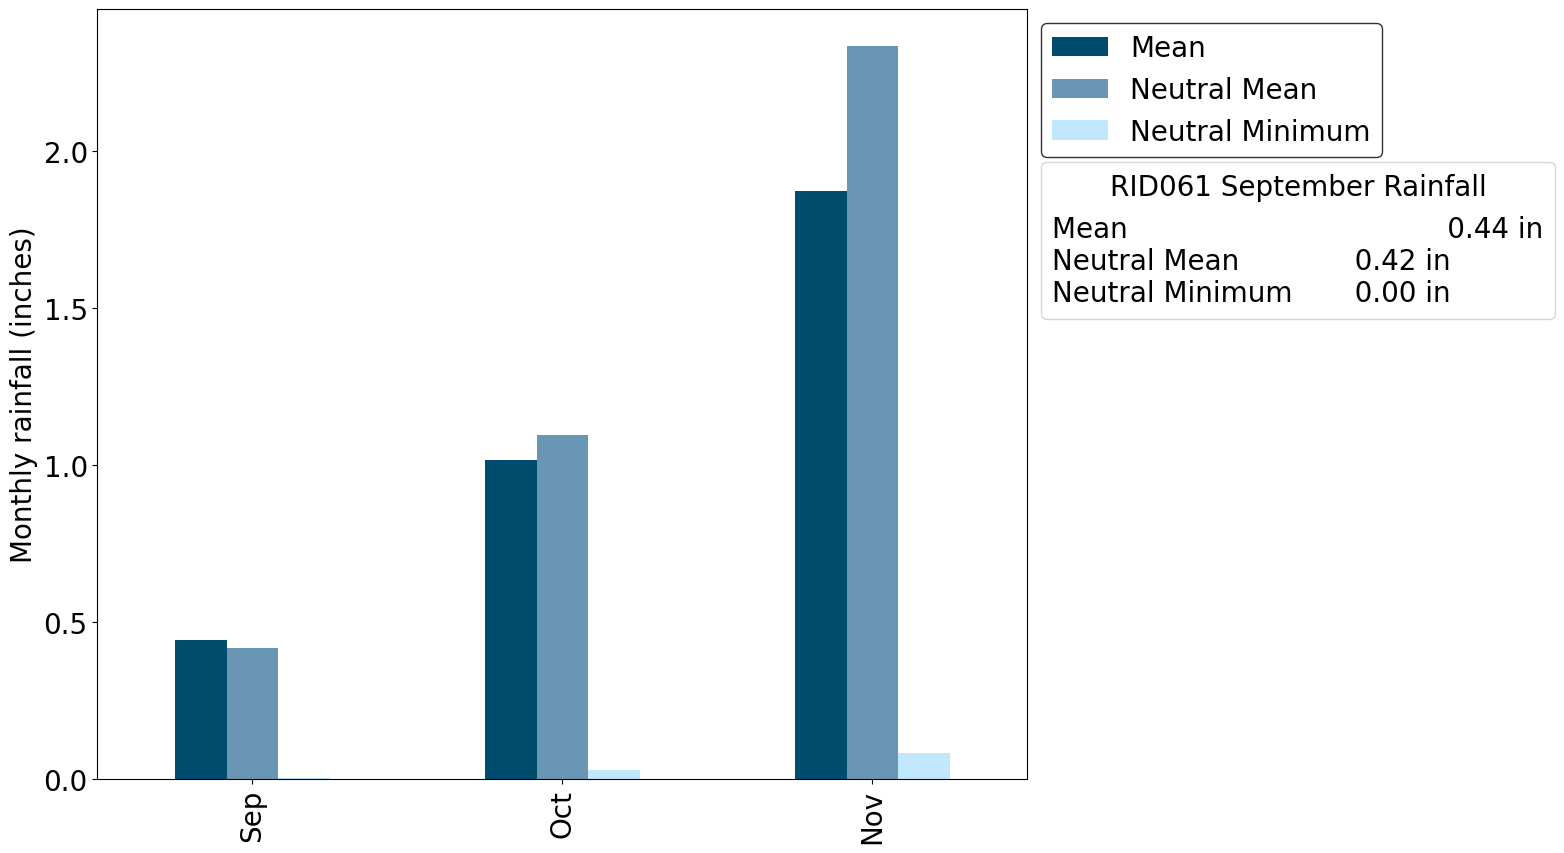 Monthly rainfall (inches)
2.0
1.5
1.0
0.5
0.0
Sep
Oct
Nov
Mean
Neutral Mean
Neutral Minimum
RID061 September Rainfall
Mean 0.44 in
Neutral Mean 0.42 in
Neutral Minimum 0.00 in